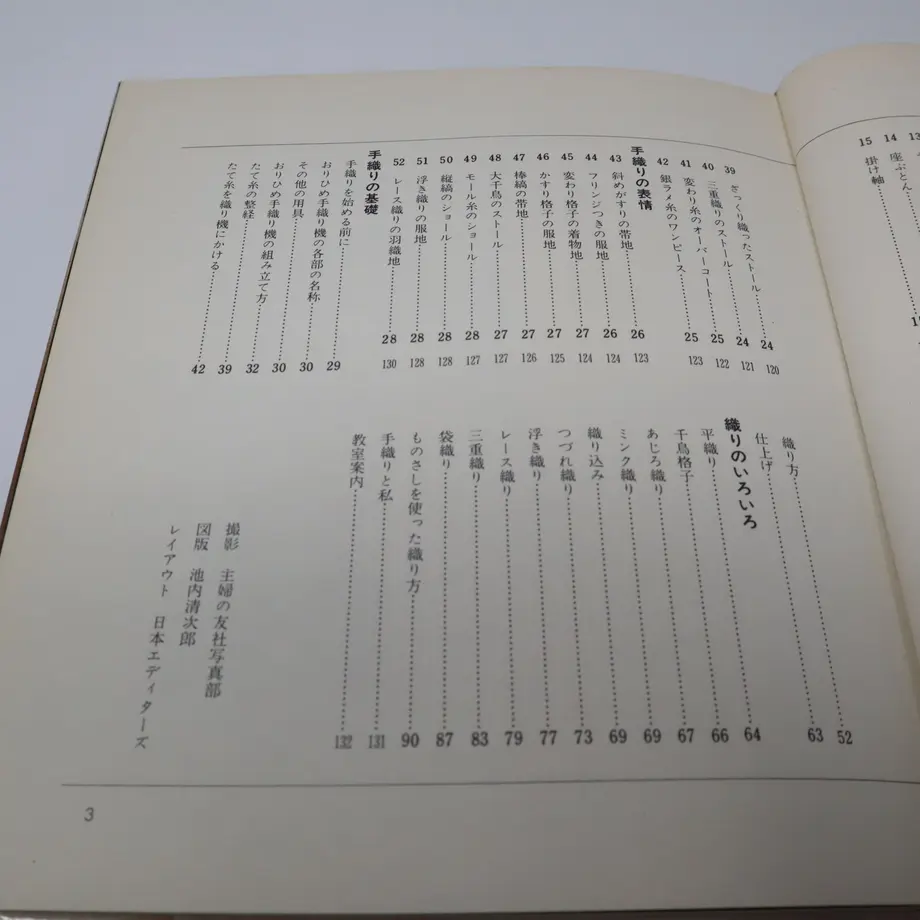 13
14 座ぶとん
15 掛け軸
39 ざっくり織ったストール 24 120
40 三重織りのストール 24 121
41 変わり糸のオーバーコート 25 122
42 銀ラメ糸のワンピース 25 123
手織りの表情
43 斜めがすりの帯地 26 123
44 フリンジつきの服地 26 124
45 変わり格子の着物地 27 124
46 かすり格子の服地 27 125
47 棒縞の帯地 27 126
48 大千鳥のストール 27 127
49 モール糸のショール 28 127
50 縦縞のショール 28 128
51 浮き織りの服地 28 128
52 レース織りの羽織地 28 130
手織りの基礎
手織りを始める前に 29
おりひめ手織り機の各部の名称 30
その他の用具 30
おりひめ手織り機の組み立て方 32
たて糸の整経 39
たて糸を織り機にかける 42
織り方 52
仕上げ 63
織りのいろいろ
平織り 64
千鳥格子 66
あじろ織り 67
ミンク織り 69
織り込み 69
つづれ織り 73
浮き織り 77
レース織り 79
三重織り 83
袋織り 87
ものさしを使った織り方 90
手織りと私 131
教室案内 132
撮影 主婦の友社写真部
図版 池内清次郎
レイアウト 日本エディターズ
3